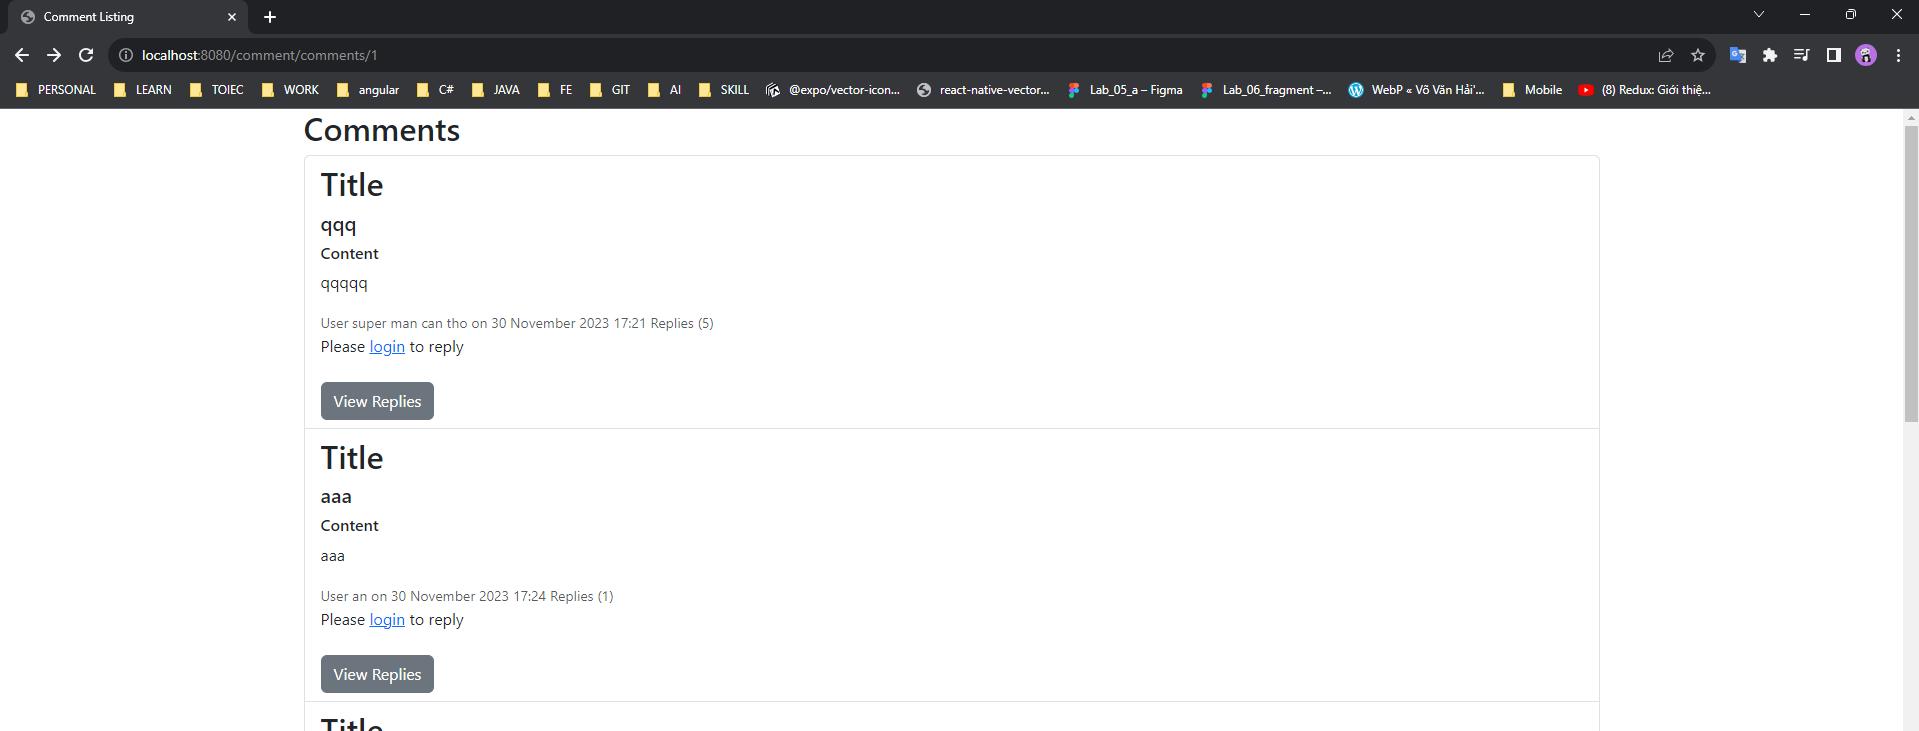 Comment Listing
localhost:8080/comment/comments/1
PERSONAL LEARN TOIEC WORK angular C# JAVA FE GIT AI SKILL @expo/vector-icon... react-native-vector... Lab_05_a – Figma Lab_06_fragment –... WebP « Võ Văn Hải'... Mobile (8) Redux: Giới thiệ...
Comments
Title
qqq
Content
qqqqq
User super man can tho on 30 November 2023 17:21 Replies (5)
Please login to reply
View Replies
Title
aaa
Content
aaa
User an on 30 November 2023 17:24 Replies (1)
Please login to reply
View Replies
Title